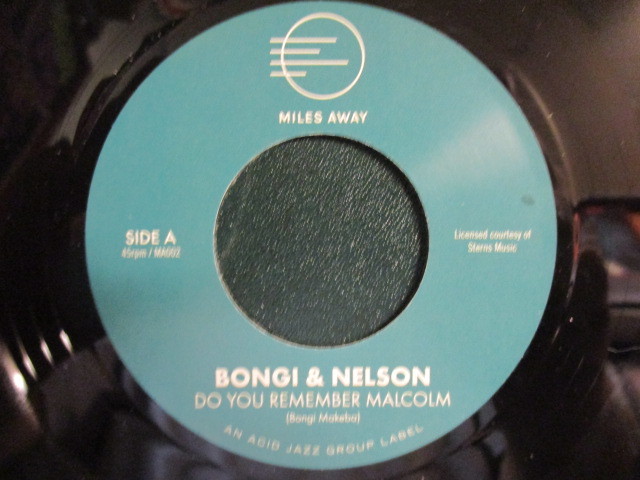 MILES AWAY
SIDE A
45rpm / MA002
Licensed courtesy of
Sterns Music
BONGI & NELSON
DO YOU REMEMBER MALCOLM
(Bongi Makeba)
AN ACID JAZZ GROUP LABEL